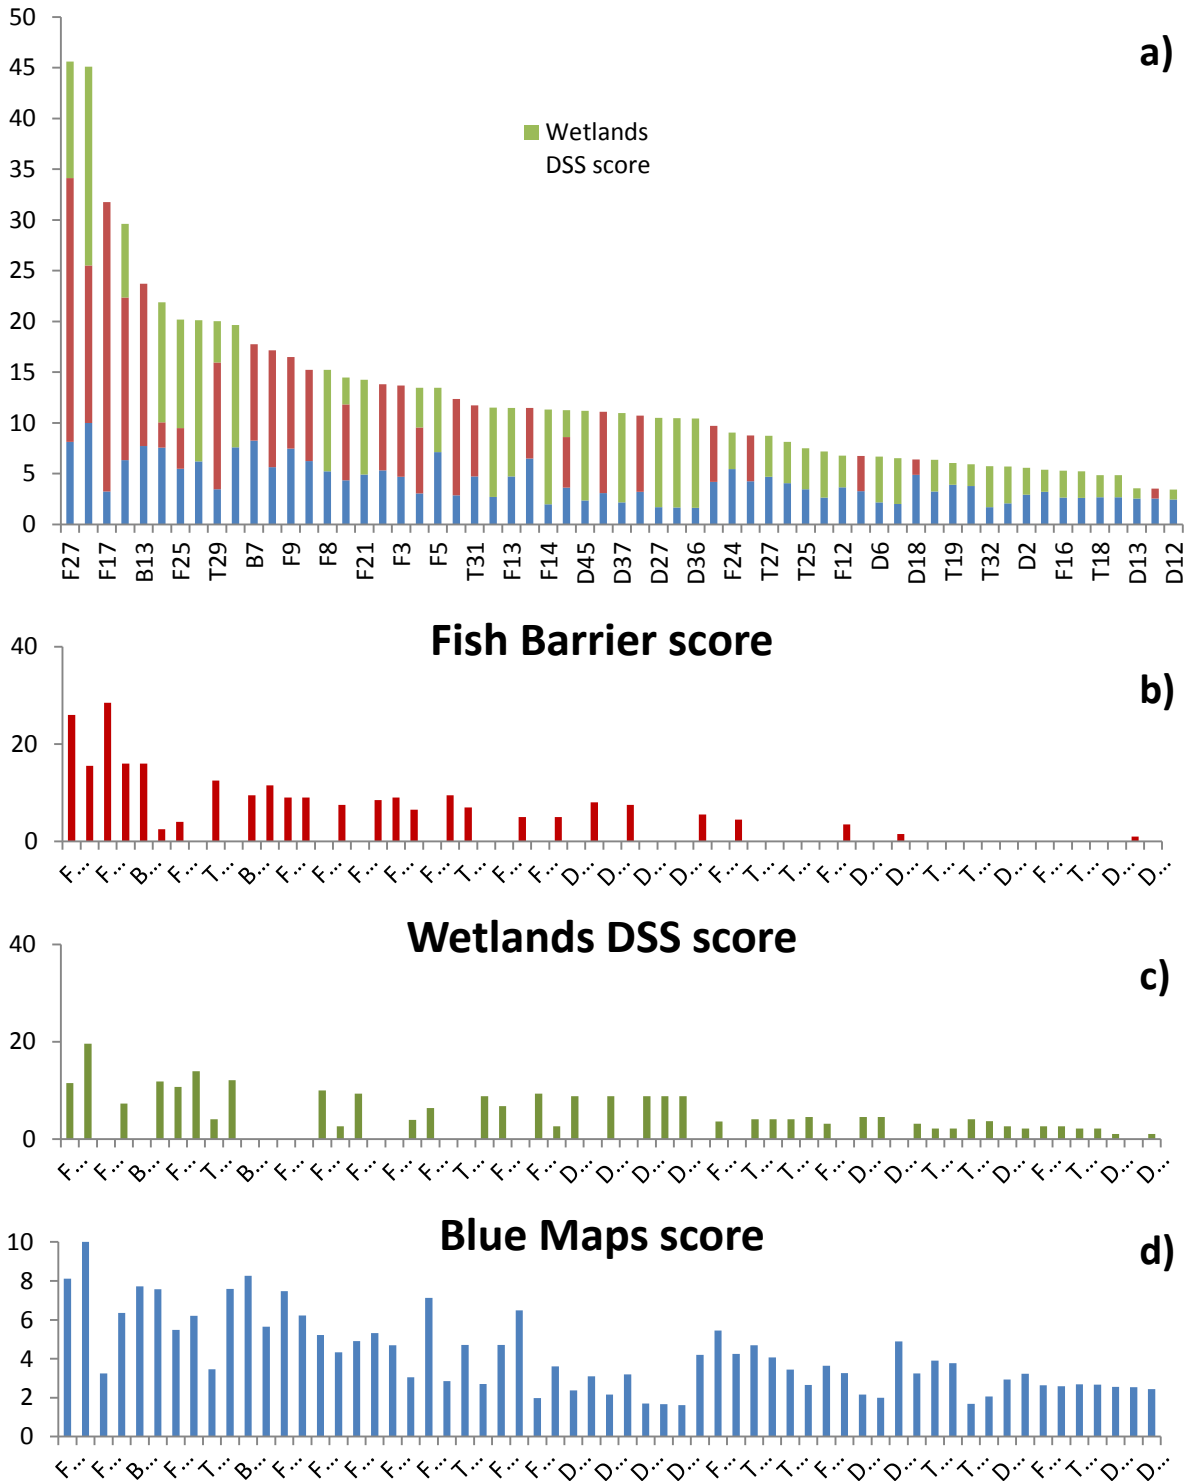 50
a)
45
40
Wetlands
DSS score
35
30
25
20
15
10
5
0
F27 F17 B13 F25 T29 B7 F9 F8 F21 F3 F5 T31 F13 F14 D45 D37 D27 D36 F24 T27 T25 F12 D6 D18 T19 T32 D2 F16 T18 D13 D12
Fish Barrier score
40
b)
20
0
F... F... B... F... T... B... F... F... F... F... F... T... F... F... D... D... D... D... F... T... T... F... D... D... T... T... D... F... T... D... D...
Wetlands DSS score
40
c)
20
0
F... F... B... F... T... B... F... F... F... F... F... T... F... F... D... D... D... D... F... T... T... F... D... D... T... T... D... F... T... D... D...
Blue Maps score
10
d)
8
6
4
2
0
F... F... B... F... T... B... F... F... F... F... F... T... F... F... D... D... D... D... F... T... T... F... D... D... T... T... D... F... T... D... D...